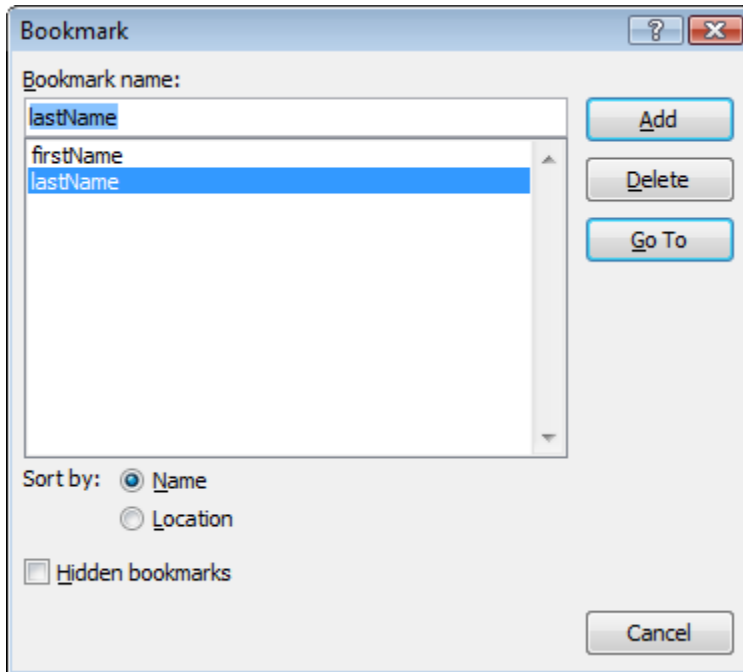 Bookmark
Bookmark name:
lastName
Add
firstName
lastName
Delete
Go To
Sort by: Name
Location
Hidden bookmarks
Cancel